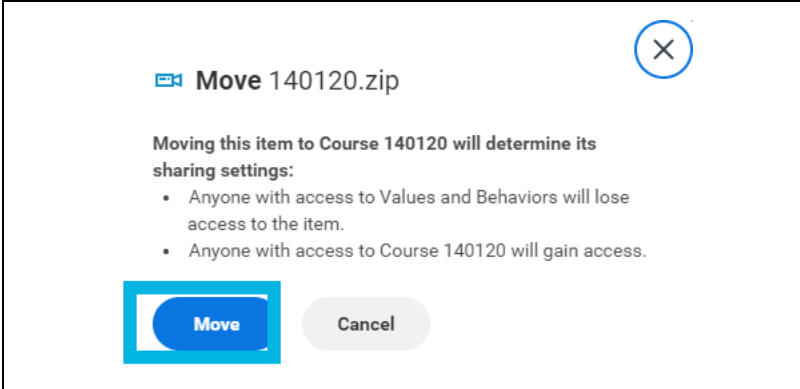 Move 140120.zip
Moving this item to Course 140120 will determine its
sharing settings:
• Anyone with access to Values and Behaviors will lose
access to the item.
• Anyone with access to Course 140120 will gain access.
Move Cancel